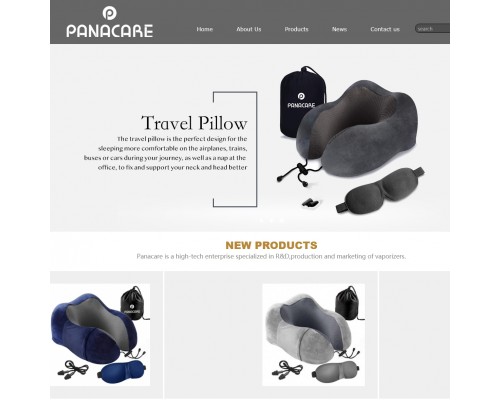 PANACARE
Home About Us Products News Contact us search
PANACARE
Travel Pillow
The travel pillow is the perfect design for the
sleeping more comfortable on the airplanes, trains,
buses or cars during your journey, as well as a nap at the
office, to fix and support your neck and head better
NEW PRODUCTS
Panacare is a high-tech enterprise specialized in R&D,production and marketing of vaporizers.
PANACARE
PANACARE